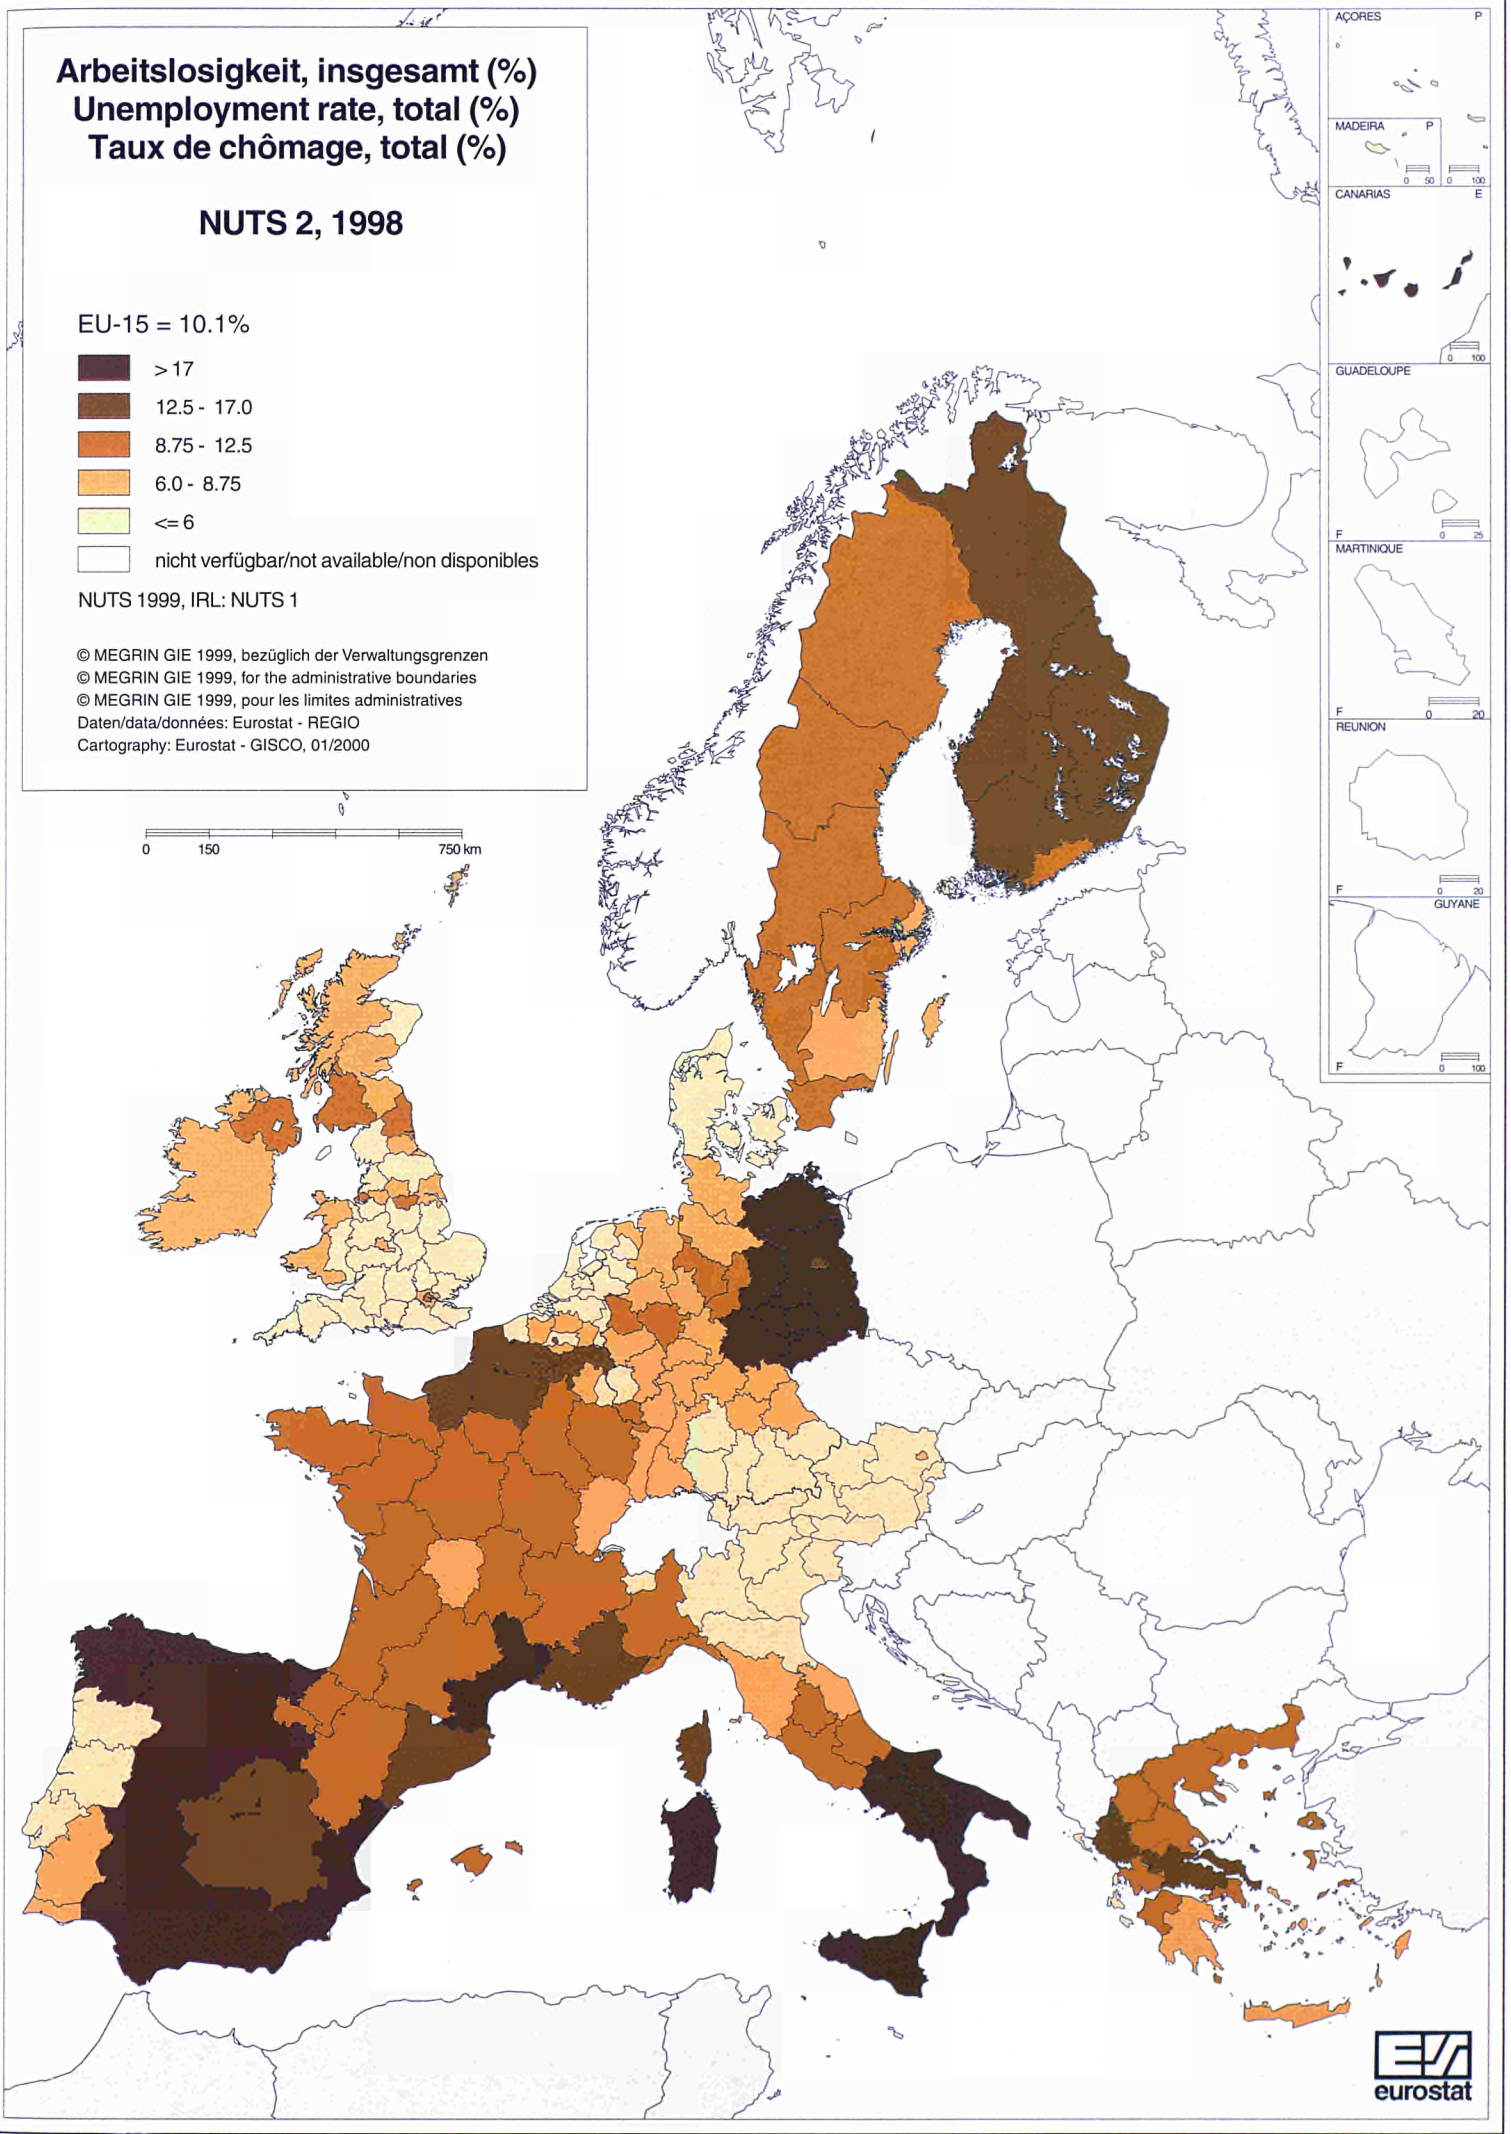 Arbeitslosigkeit, insgesamt (%)
Unemployment rate, total (%)
Taux de chômage, total (%)
NUTS 2, 1998
EU-15 = 10.1%
> 17
12.5 - 17.0
8.75 - 12.5
6.0 - 8.75
<= 6
nicht verfügbar/not available/non disponibles
NUTS 1999, IRL: NUTS 1
© MEGRIN GIE 1999, bezüglich der Verwaltungsgrenzen
© MEGRIN GIE 1999, for the administrative boundaries
© MEGRIN GIE 1999, pour les limites administratives
Daten/data/données: Eurostat - REGIO
Cartography: Eurostat - GISCO, 01/2000
0 150 750 km
AÇORES P
MADEIRA P
0 50 0 100
CANARIAS E
0 100
GUADELOUPE
F 0 25
MARTINIQUE
F 0 20
REUNION
F 0 20
GUYANE
F 0 100
eurostat